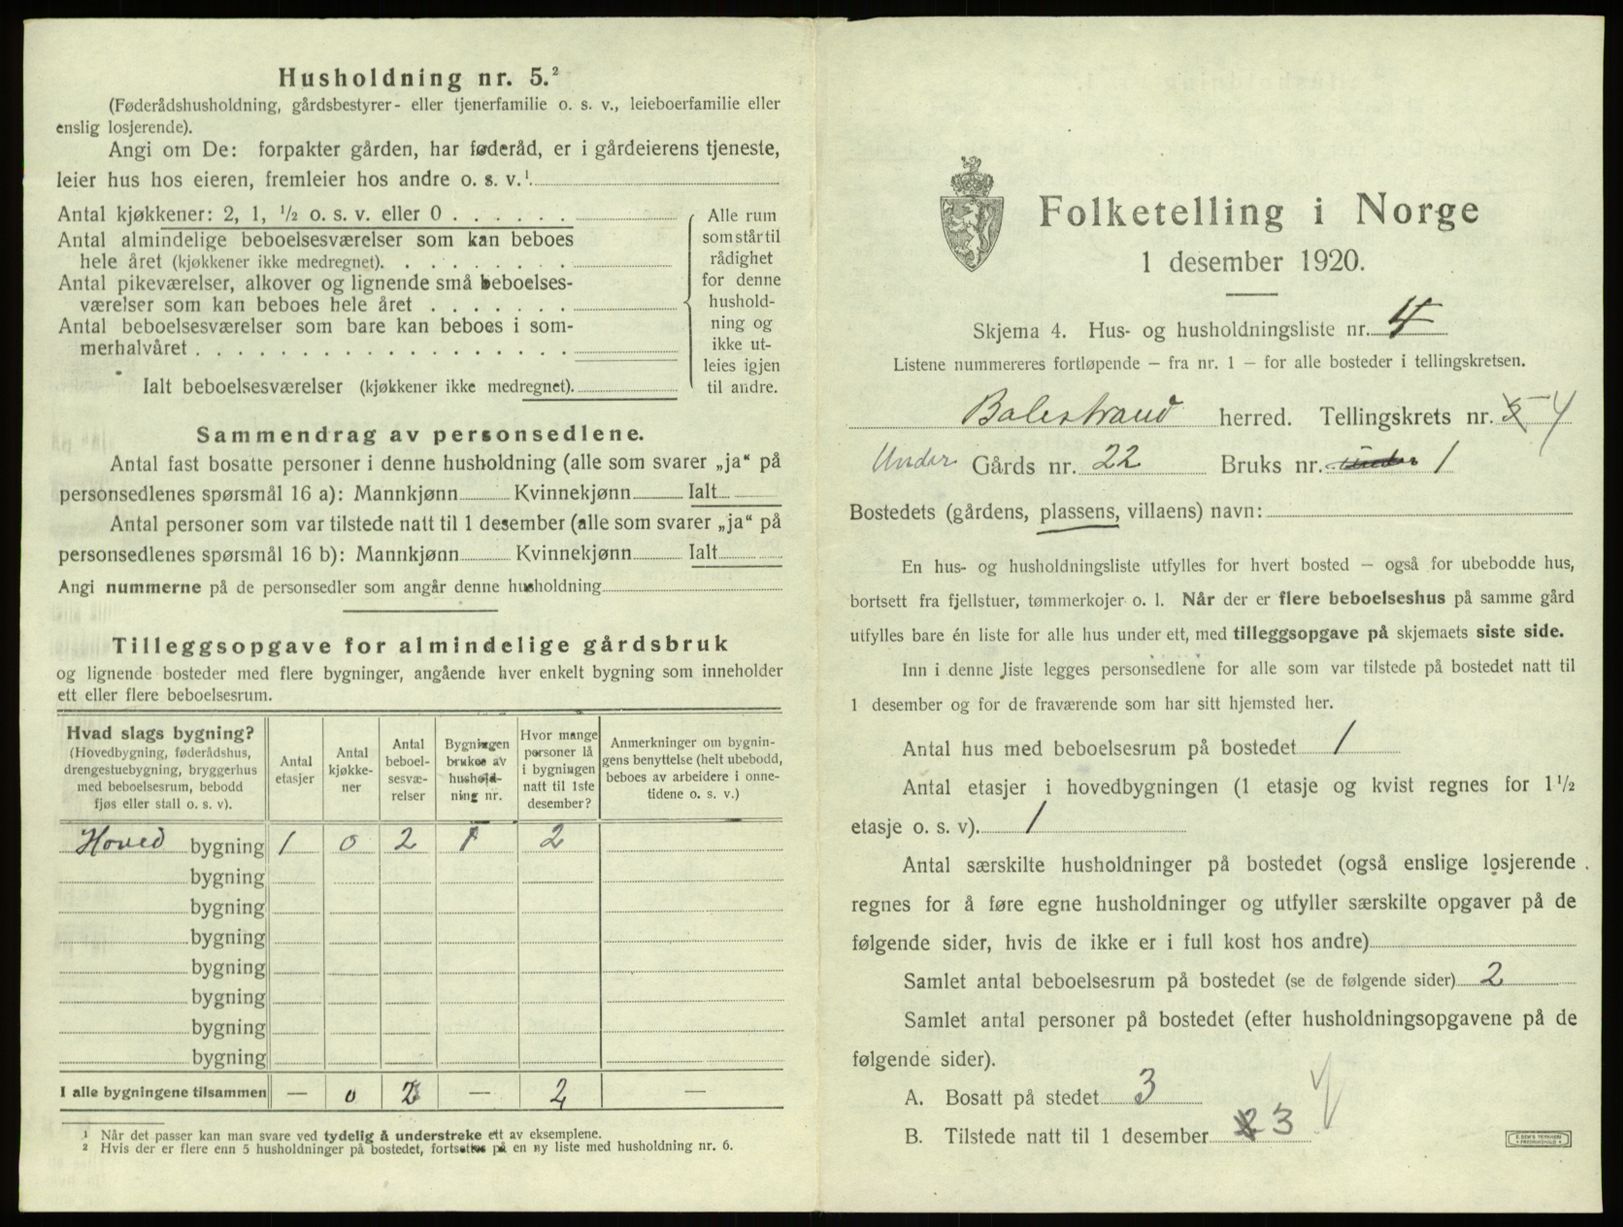 Husholdning nr. 5.²
(Føderådshusholdning, gårdsbestyrer- eller tjenerfamilie o. s. v., leieboerfamilie eller
enslig losjerende).
Angi om De: forpakter gården, har føderåd, er i gårdeierens tjeneste,
leier hus hos eieren, fremleier hos andre o. s. v.¹
Antal kjøkkener: 2, 1, ½ o. s. v. eller 0
Antal almindelige beboelsesværelser som kan beboes
hele året (kjøkkener ikke medregnet)
Antal pikeværelser, alkover og lignende små beboelses-
værelser som kan beboes hele året
Antal beboelsesværelser som bare kan beboes i som-
merhalvåret
Ialt beboelsesværelser (kjøkkener ikke medregnet)
Alle rum
som står til
rådighet
for denne
hushold-
ning og
ikke ut-
leies igjen
til andre.
Sammendrag av personsedlene.
Antal fast bosatte personer i denne husholdning (alle som svarer „ja“ på
personsedlenes spørsmål 16 a): Mannkjønn Kvinnekjønn Ialt
Antal personer som var tilstede natt til 1 desember (alle som svarer „ja“ på
personsedlenes spørsmål 16 b): Mannkjønn Kvinnekjønn Ialt
Angi nummerne på de personsedler som angår denne husholdning
Tilleggsopgave for almindelige gårdsbruk
og lignende bosteder med flere bygninger, angående hver enkelt bygning som inneholder
ett eller flere beboelsesrum.
Hvad slags bygning?
(Hovedbygning, føderådshus,
drengestuebygning, bryggerhus
med beboelsesrum, bebodd
fjøs eller stall o. s. v).
Antal
etasjer
Antal
kjøkke-
ner
Antal
beboel-
sesvæ-
relser
Bygningen
brukes av
hushold-
ning nr.
Hvor mange
personer lå
i bygningen
natt til 1ste
desember?
Anmerkninger om bygnin-
gens benyttelse (helt ubebodd,
beboes av arbeidere i onne-
tidene o. s. v.)
Hoved bygning 1 0 2 1 2
bygning
bygning
bygning
bygning
bygning
bygning
bygning
I alle bygningene tilsammen — 0 2 — 2 —
¹ Når det passer kan man svare ved tydelig å understreke ett av eksemplene.
² Hvis der er flere enn 5 husholdninger på bostedet, fortsettes på en ny liste med husholdning nr. 6.
Folketelling i Norge
1 desember 1920.
Skjema 4. Hus- og husholdningsliste nr. 4
Listene nummereres fortløpende — fra nr. 1 — for alle bosteder i tellingskretsen.
Balestrand herred. Tellingskrets nr. 5 4
Under Gårds nr. 22 Bruks nr. under 1
Bostedets (gårdens, plassens, villaens) navn:
En hus- og husholdningsliste utfylles for hvert bosted — også for ubebodde hus,
bortsett fra fjellstuer, tømmerkojer o. l. Når der er flere beboelseshus på samme gård
utfylles bare én liste for alle hus under ett, med tilleggsopgave på skjemaets siste side.
Inn i denne liste legges personsedlene for alle som var tilstede på bostedet natt til
1 desember og for de fraværende som har sitt hjemsted her.
Antal hus med beboelsesrum på bostedet 1
Antal etasjer i hovedbygningen (1 etasje og kvist regnes for 1½
etasje o. s. v). 1
Antal særskilte husholdninger på bostedet (også enslige losjerende
regnes for å føre egne husholdninger og utfyller særskilte opgaver på de
følgende sider, hvis de ikke er i full kost hos andre)
Samlet antal beboelsesrum på bostedet (se de følgende sider) 2
Samlet antal personer på bostedet (efter husholdningsopgavene på de
følgende sider).
A. Bosatt på stedet 3
B. Tilstede natt til 1 desember 2 3